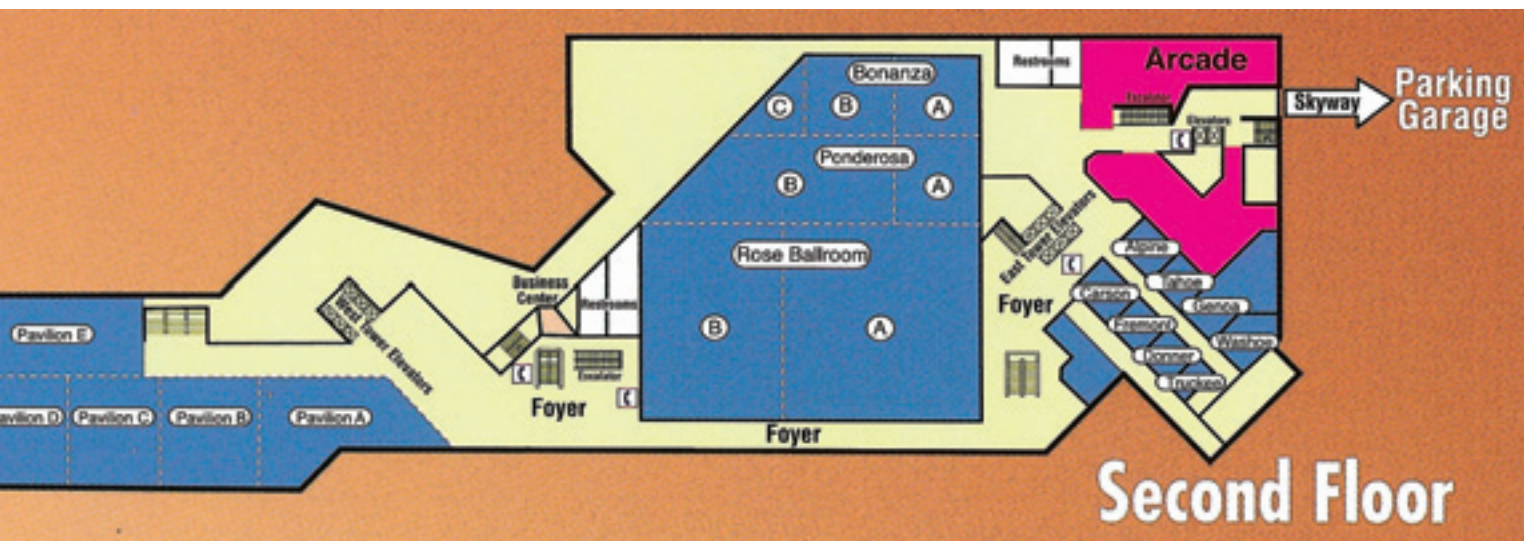 Restrooms
Arcade
Escalator
Elevators
Skyway
Parking
Garage
Bonanza
C
B
A
Ponderosa
B
A
Rose Ballroom
B
A
East Tower Elevators
Foyer
Alpine
Tahoe
Genoa
Washoe
Carson
Fremont
Donner
Truckee
Business
Center
Restrooms
West Tower Elevators
Escalator
Foyer
Foyer
Pavilion E
avilion D
Pavilion C
Pavilion B
Pavilion A
Second Floor